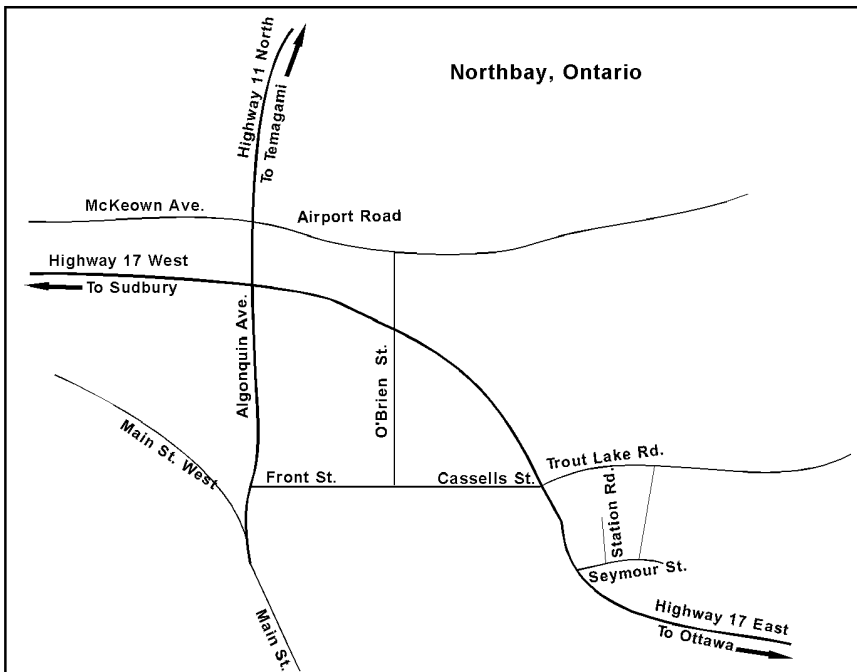 Northbay, Ontario
Highway 11 North
To Temagami
McKeown Ave.
Airport Road
Highway 17 West
To Sudbury
Algonquin Ave.
O'Brien St.
Main St. West
Front St.
Cassells St.
Trout Lake Rd.
Station Rd.
Seymour St.
Highway 17 East
To Ottawa
Main St.